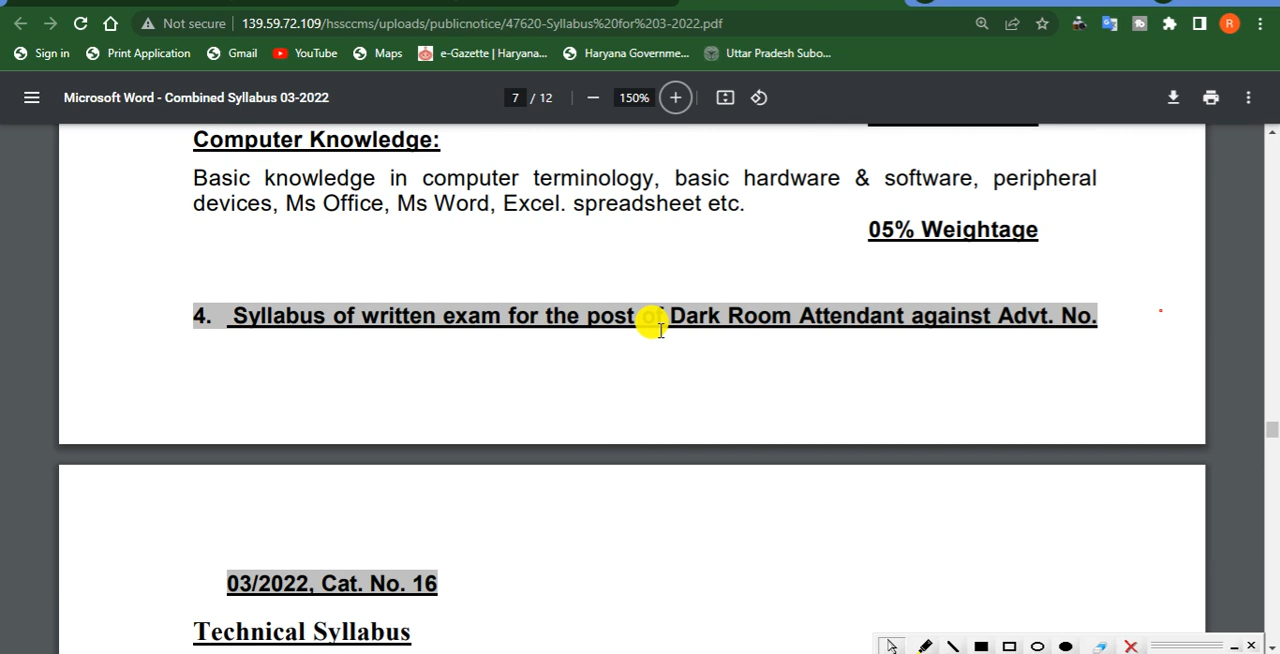 Not secure 139.59.72.109/hssccms/uploads/publicnotice/47620-Syllabus%20for%203-2022.pdf
R
Sign in Print Application Gmail YouTube Maps e-Gazette | Haryana... Haryana Governme... Uttar Pradesh Subo...
Microsoft Word - Combined Syllabus 03-2022 7 / 12 150%
Computer Knowledge:
Basic knowledge in computer terminology, basic hardware & software, peripheral
devices, Ms Office, Ms Word, Excel. spreadsheet etc.
05% Weightage
4. Syllabus of written exam for the post of Dark Room Attendant against Advt. No.
03/2022, Cat. No. 16
Technical Syllabus